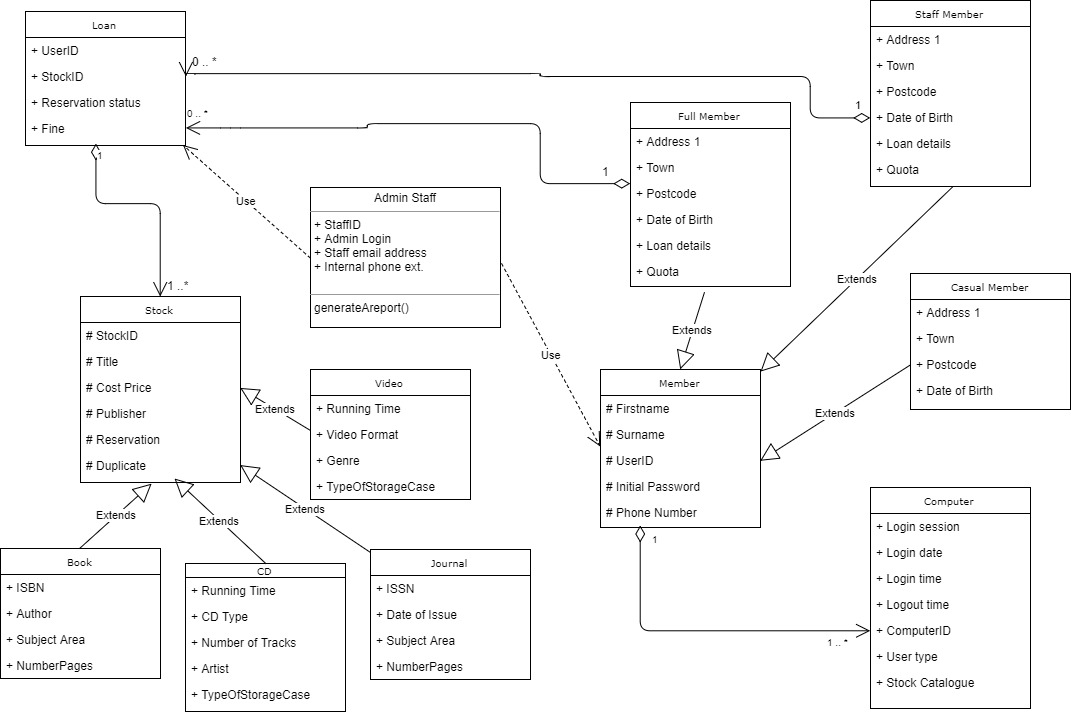 Loan
+ UserID
+ StockID
+ Reservation status
+ Fine
0 .. *
0 .. *
1
Use
Admin Staff
+ StaffID
+ Admin Login
+ Staff email address
+ Internal phone ext.
generateAreport()
Use
1
Full Member
+ Address 1
+ Town
+ Postcode
+ Date of Birth
+ Loan details
+ Quota
Extends
1
Staff Member
+ Address 1
+ Town
+ Postcode
+ Date of Birth
+ Loan details
+ Quota
Extends
Casual Member
+ Address 1
+ Town
+ Postcode
+ Date of Birth
Extends
1 ..*
Stock
# StockID
# Title
# Cost Price
# Publisher
# Reservation
# Duplicate
Extends
Video
+ Running Time
+ Video Format
+ Genre
+ TypeOfStorageCase
Member
# Firstname
# Surname
# UserID
# Initial Password
# Phone Number
1
1 .. *
Computer
+ Login session
+ Login date
+ Login time
+ Logout time
+ ComputerID
+ User type
+ Stock Catalogue
Extends
Extends
Extends
Book
+ ISBN
+ Author
+ Subject Area
+ NumberPages
CD
+ Running Time
+ CD Type
+ Number of Tracks
+ Artist
+ TypeOfStorageCase
Journal
+ ISSN
+ Date of Issue
+ Subject Area
+ NumberPages